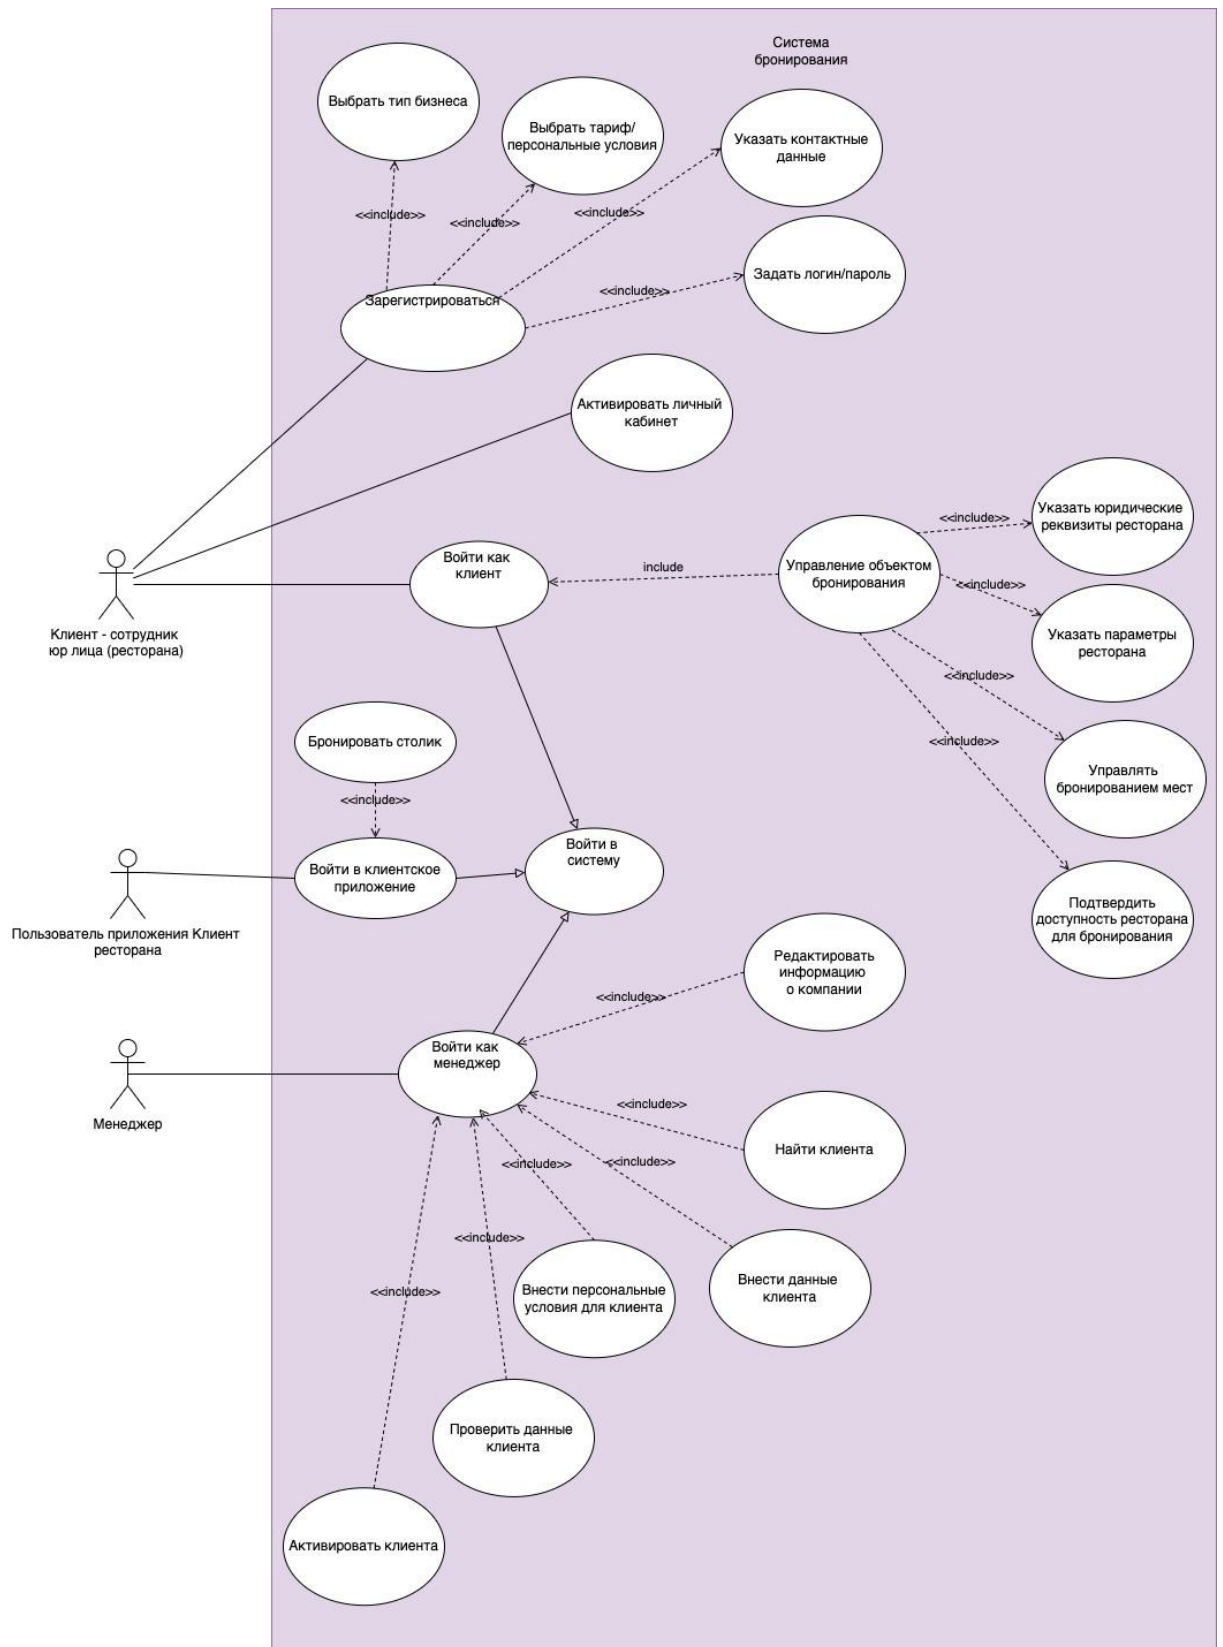 Система
бронирования
Выбрать тип бизнеса
Выбрать тариф/
персональные условия
Указать контактные
данные
<<include>>
<<include>>
<<include>>
Задать логин/пароль
<<include>>
Зарегистрироваться
Активировать личный
кабинет
Указать юридические
реквизиты ресторана
<<include>>
Войти как
клиент
include
Управление объектом
бронирования
<<include>>
Клиент - сотрудник
юр лица (ресторана)
Указать параметры
ресторана
<<include>>
Бронировать столик
<<include>>
Управлять
бронированием мест
<<include>>
Войти в
систему
Войти в клиентское
приложение
Пользователь приложения Клиент
ресторана
Подтвердить
доступность ресторана
для бронирования
Редактировать
информацию
о компании
<<include>>
Войти как
менеджер
Менеджер
<<include>>
Найти клиента
<<include>>
<<include>>
<<include>>
Внести персональные
условия для клиента
Внести данные
клиента
<<include>>
Проверить данные
клиента
Активировать клиента